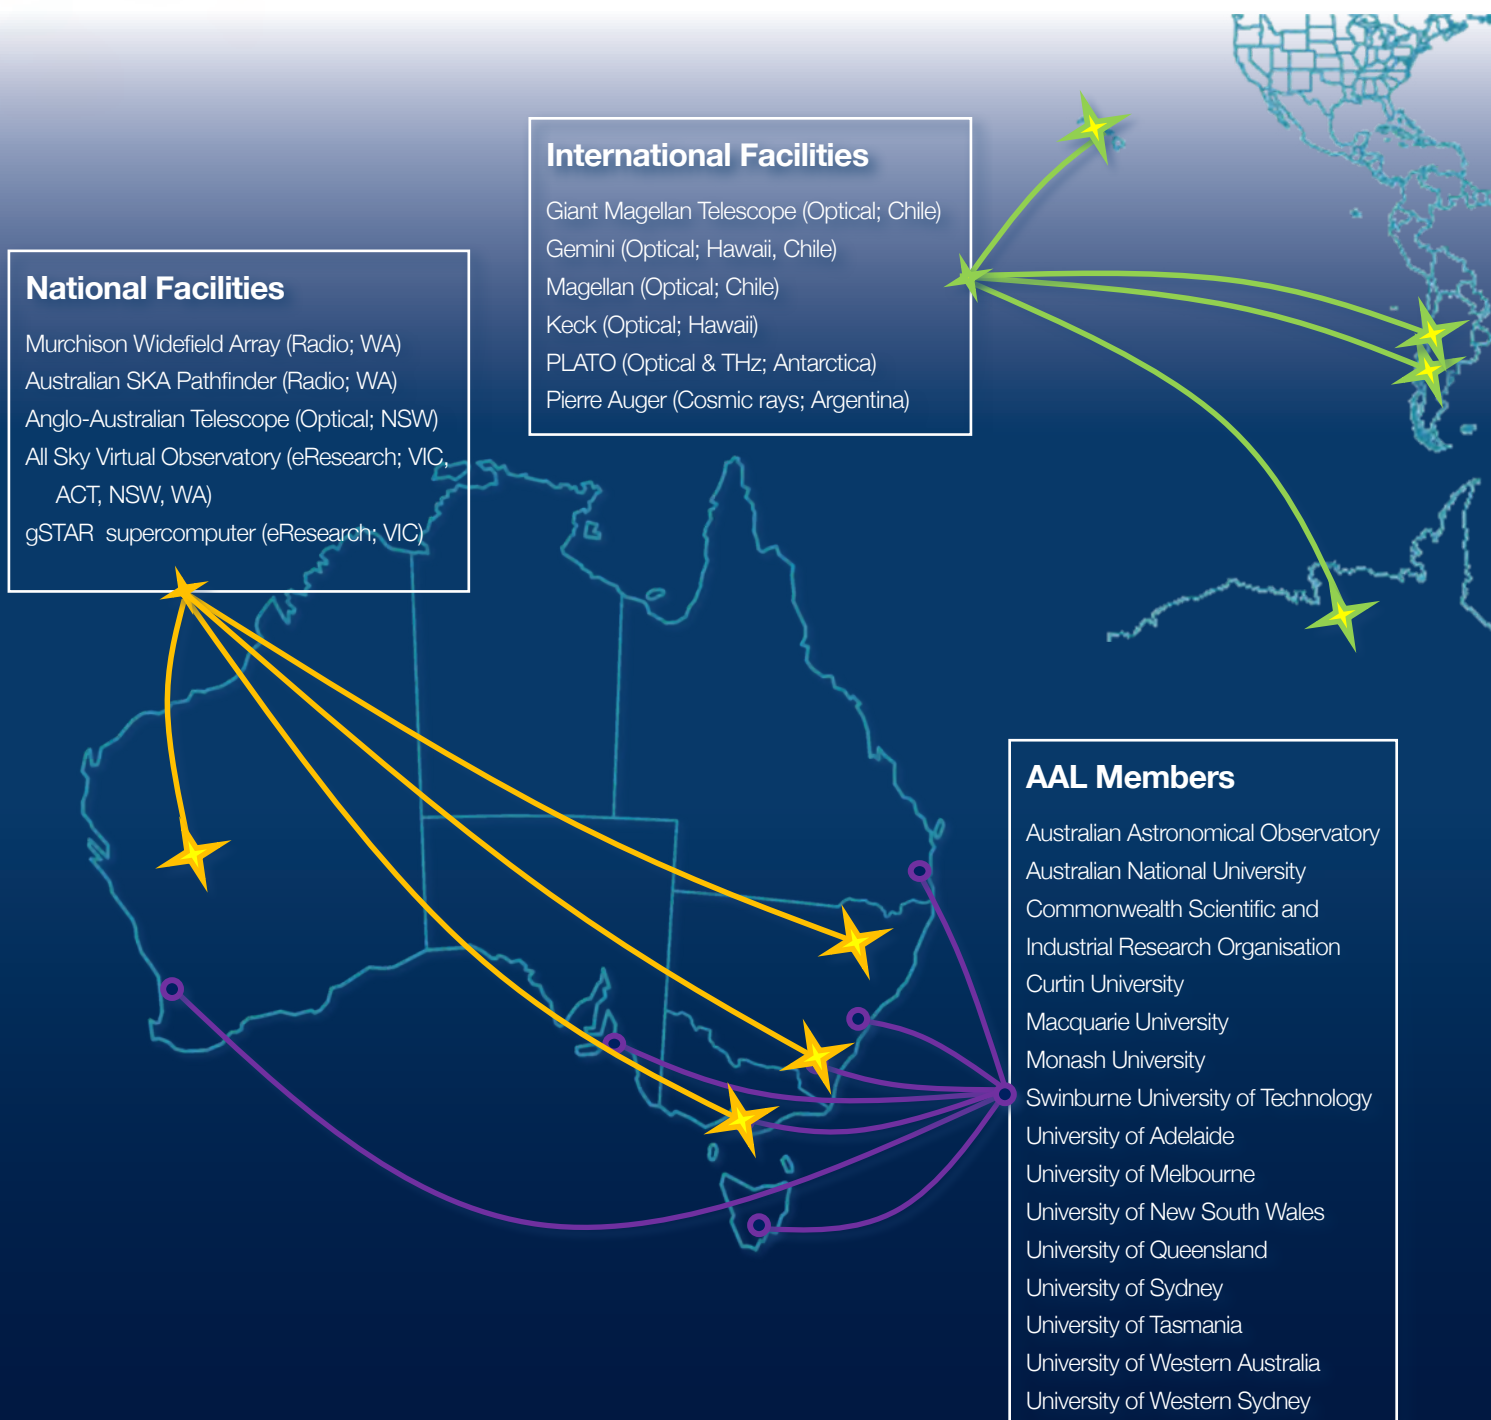 International Facilities
Giant Magellan Telescope (Optical; Chile)
Gemini (Optical; Hawaii, Chile)
Magellan (Optical; Chile)
Keck (Optical; Hawaii)
PLATO (Optical & THz; Antarctica)
Pierre Auger (Cosmic rays; Argentina)
National Facilities
Murchison Widefield Array (Radio; WA)
Australian SKA Pathfinder (Radio; WA)
Anglo-Australian Telescope (Optical; NSW)
All Sky Virtual Observatory (eResearch; VIC,
ACT, NSW, WA)
gSTAR supercomputer (eResearch; VIC)
AAL Members
Australian Astronomical Observatory
Australian National University
Commonwealth Scientific and
Industrial Research Organisation
Curtin University
Macquarie University
Monash University
Swinburne University of Technology
University of Adelaide
University of Melbourne
University of New South Wales
University of Queensland
University of Sydney
University of Tasmania
University of Western Australia
University of Western Sydney